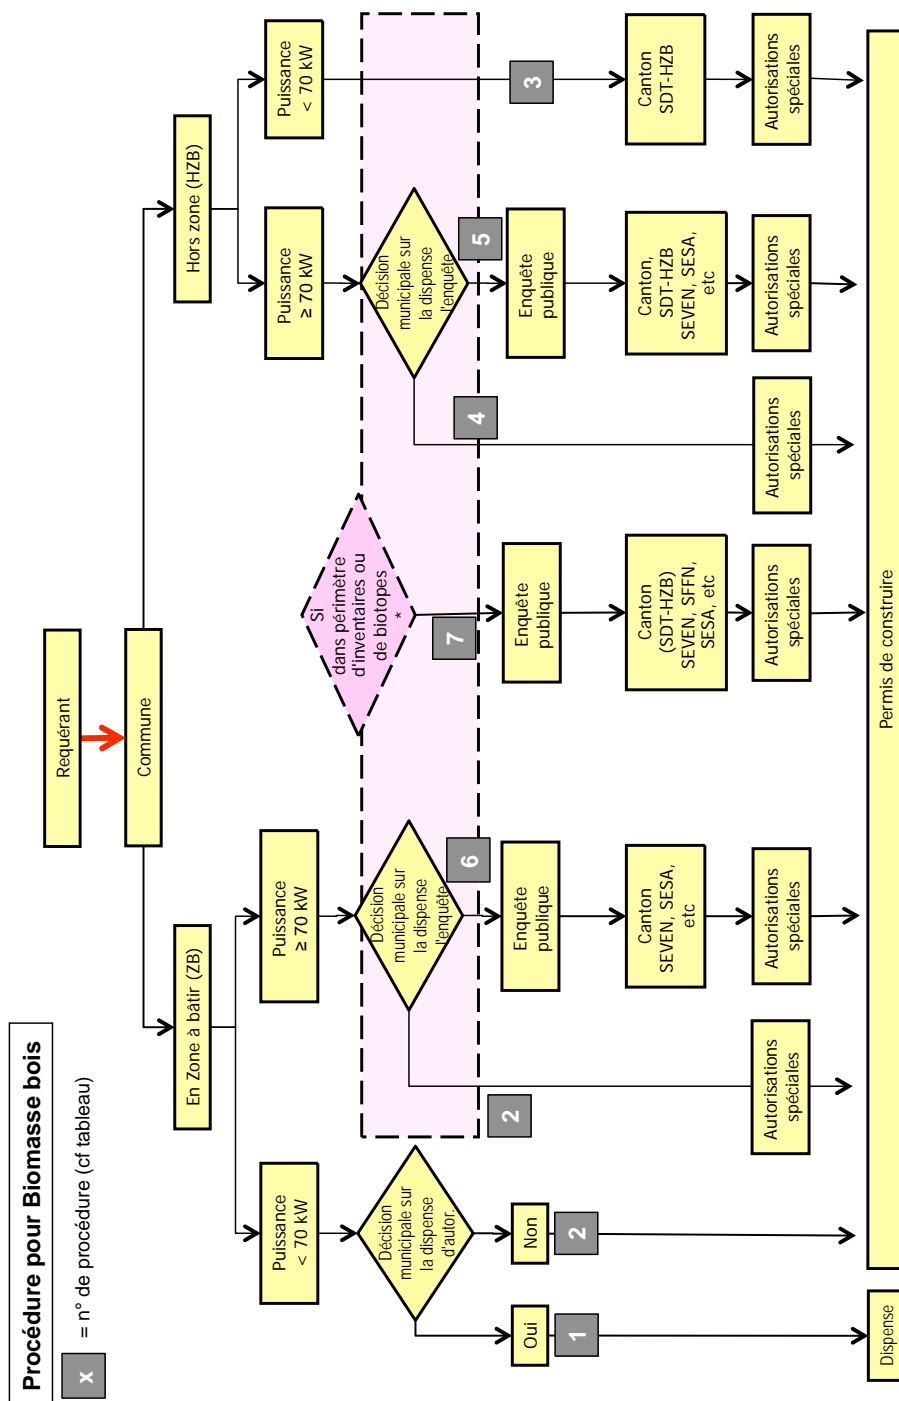 Procédure pour Biomasse bois
x
= n° de procédure (cf tableau)
Requérant
Commune
En Zone à bâtir (ZB)
Hors zone (HZB)
Puissance
< 70 kW
Puissance
≥ 70 kW
Puissance
≥ 70 kW
Puissance
< 70 kW
Si
dans périmètre
d'inventaires ou
de biotopes
*
Décision
municipale sur
la dispense
d'autor.
Décision
municipale sur
la dispense
l'enquête
Décision
municipale sur
la dispense
l'enquête
Oui
Non
1
2
2
6
7
4
5
3
Enquête
publique
Enquête
publique
Enquête
publique
Canton
SEVEN, SESA,
etc
Canton
(SDT-HZB)
SEVEN, SFFN,
SESA, etc
Canton,
SDT-HZB
SEVEN, SESA,
etc
Canton
SDT-HZB
Autorisations
spéciales
Autorisations
spéciales
Autorisations
spéciales
Autorisations
spéciales
Autorisations
spéciales
Autorisations
spéciales
Dispense
Permis de construire